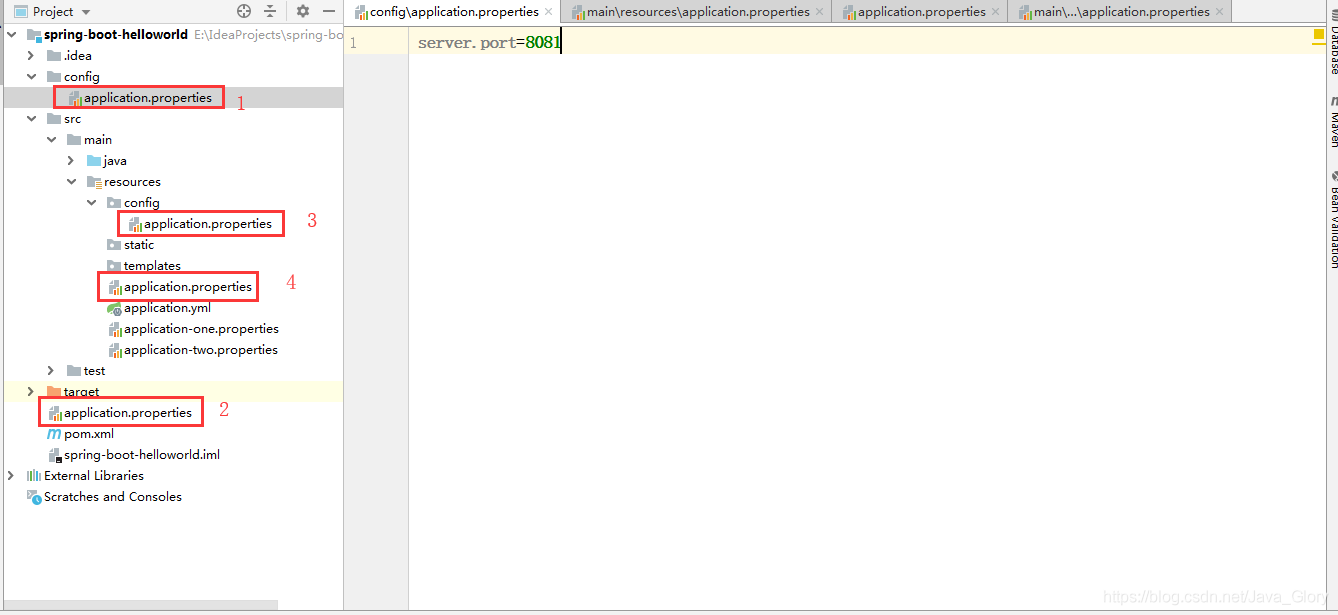 Project
spring-boot-helloworld E:\IdeaProjects\spring-bo
.idea
config
application.properties 1
src
main
java
resources
config
application.properties 3
static
templates
application.properties 4
application.yml
application-one.properties
application-two.properties
test
target
application.properties 2
m pom.xml
spring-boot-helloworld.iml
External Libraries
Scratches and Consoles
config\application.properties
main\resources\application.properties
application.properties
main\...\application.properties
1 server.port=8081
Database
m Maven
Bean Validation
https://blog.csdn.net/Java_Glory